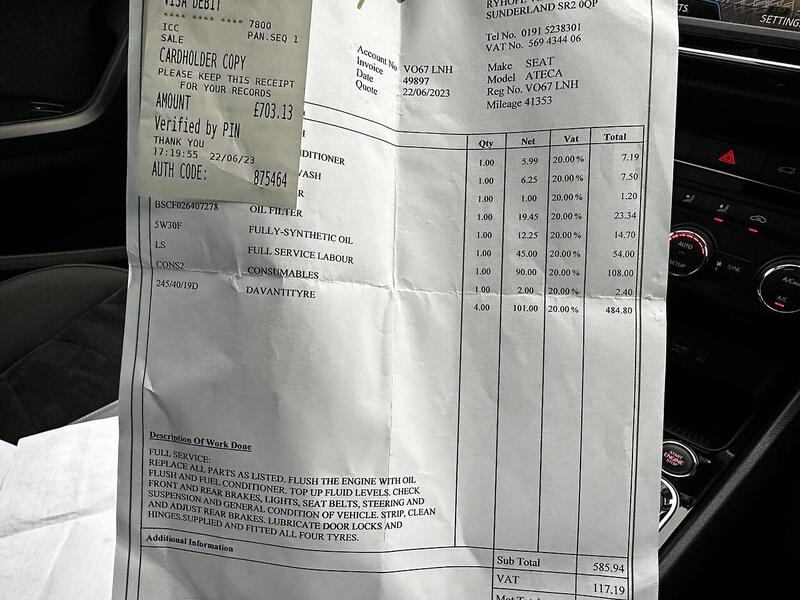 VISA DEBIT
**** **** **** 7800
ICC PAN.SEQ 1
SALE
CARDHOLDER COPY
PLEASE KEEP THIS RECEIPT
FOR YOUR RECORDS
AMOUNT £703.13
Verified by PIN
THANK YOU
17:19:55 22/06/23
AUTH CODE: 875464
SUNDERLAND SR2 0QP
Tel No. 0191 5238301
VAT No. 569 4344 06
Account No VO67 LNH
Invoice 49897
Date 22/06/2023
Quote
Make SEAT
Model ATECA
Reg No. VO67 LNH
Mileage 41353
Qty Net Vat Total
NDITIONER 1.00 5.99 20.00 % 7.19
WASH 1.00 6.25 20.00 % 7.50
R 1.00 1.00 20.00 % 1.20
BSCF026407278 OIL FILTER 1.00 19.45 20.00 % 23.34
5W30F FULLY-SYNTHETIC OIL 1.00 12.25 20.00 % 14.70
LS FULL SERVICE LABOUR 1.00 45.00 20.00 % 54.00
CONS2 CONSUMABLES 1.00 90.00 20.00 % 108.00
245/40/19D DAVANTITYRE 1.00 2.00 20.00 % 2.40
4.00 101.00 20.00 % 484.80
Description Of Work Done
FULL SERVICE:
REPLACE ALL PARTS AS LISTED. FLUSH THE ENGINE WITH OIL
FLUSH AND FUEL CONDITIONER. TOP UP FLUID LEVELS. CHECK
FRONT AND REAR BRAKES, LIGHTS, SEAT BELTS, STEERING AND
SUSPENSION AND GENERAL CONDITION OF VEHICLE. STRIP, CLEAN
AND ADJUST REAR BRAKES. LUBRICATE DOOR LOCKS AND
HINGES.SUPPLIED AND FITTED ALL FOUR TYRES.
Additional Information
Sub Total 585.94
VAT 117.19
SETTING
AUTO
SETUP
SYNC
A/C
START
ENGINE
STOP